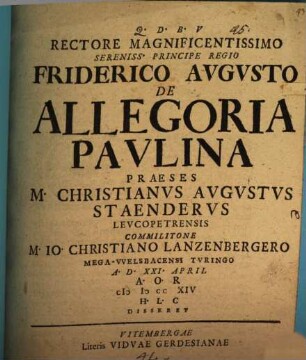 Q. D. B. V 45.
RECTORE MAGNIFICENTISSIMO
SERENISS. PRINCIPE REGIO
FRIDERICO AVGVSTO
DE
ALLEGORIA
PAVLINA
PRAESES
M. CHRISTIANVS AVGVSTVS
STAENDERVS
LEVCOPETRENSIS
COMMILITONE
M. IO. CHRISTIANO LANZENBERGERO
MEGA-VVELSBACENSI TVRINGO
A. D. XXI. APRIL
A. O. R
cIɔ Iɔ cc XIV
H. L. C
DISSERET
VITEMBERGAE
Literis VIDVAE GERDESIANAE